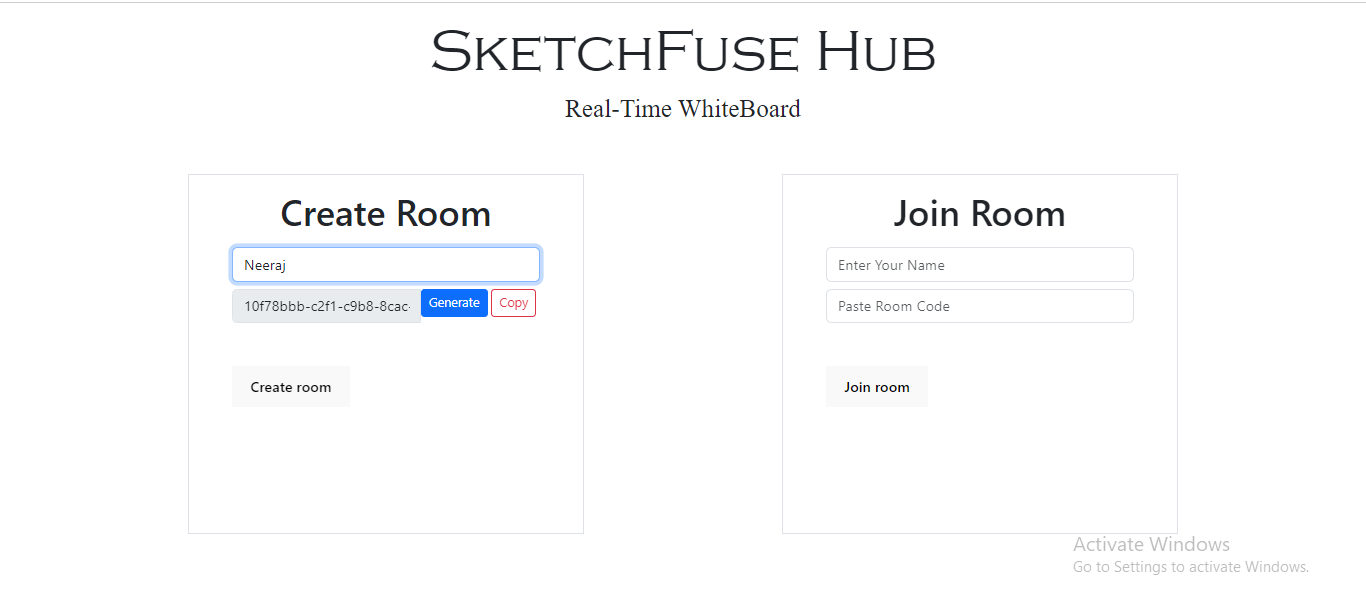 SketchFuse Hub
Real-Time WhiteBoard
Create Room
Neeraj
10f78bbb-c2f1-c9b8-8cac- Generate Copy
Create room
Join Room
Enter Your Name
Paste Room Code
Join room
Activate Windows
Go to Settings to activate Windows.